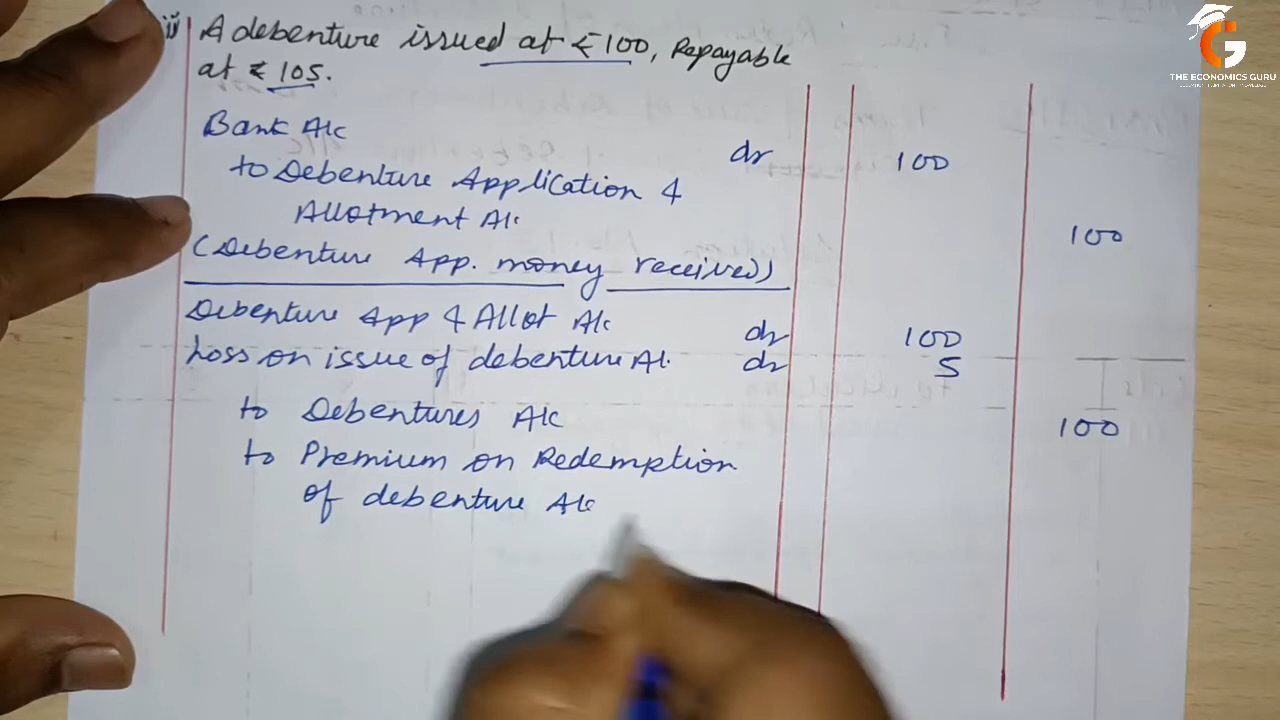 ii) A debenture issued at ₹ 100, Repayable
at ₹ 105.
Bank A/c dr 100
to Debenture Application &
Allotment A/c 100
(Debenture App. money received)
Debenture App & Allot A/c dr 100
Loss on issue of debenture A/c dr 5
to Debentures A/c 100
to Premium on Redemption
of debenture A/c
THE ECONOMICS GURU